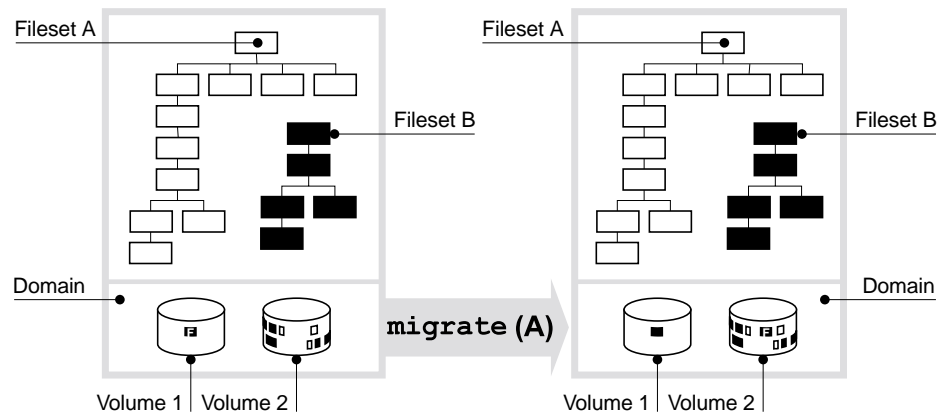 Fileset A
Fileset A
Fileset B
Fileset B
Domain
Domain
F
F
migrate (A)
Volume 1
Volume 2
Volume 1
Volume 2